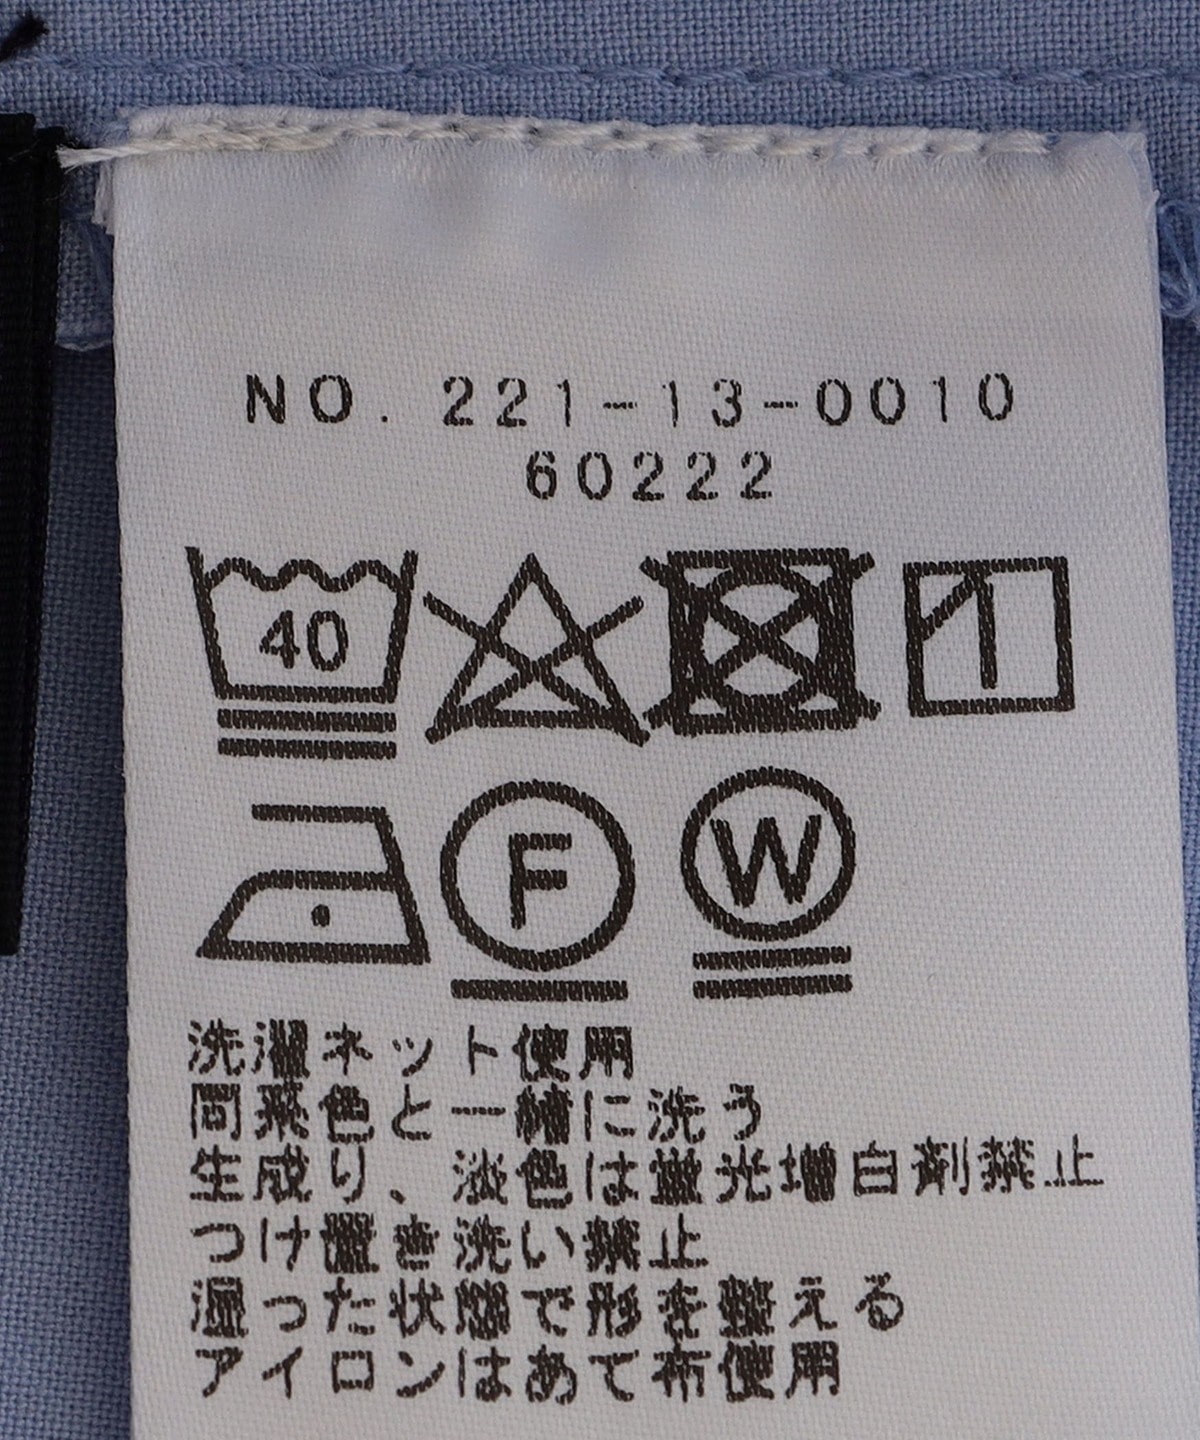 NO. 221-13-0010
60222
40
F
W
洗濯ネット使用
同系色と一緒に洗う
生成り、淡色は蛍光増白剤禁止
つけ置き洗い禁止
湿った状態で形を整える
アイロンはあて布使用